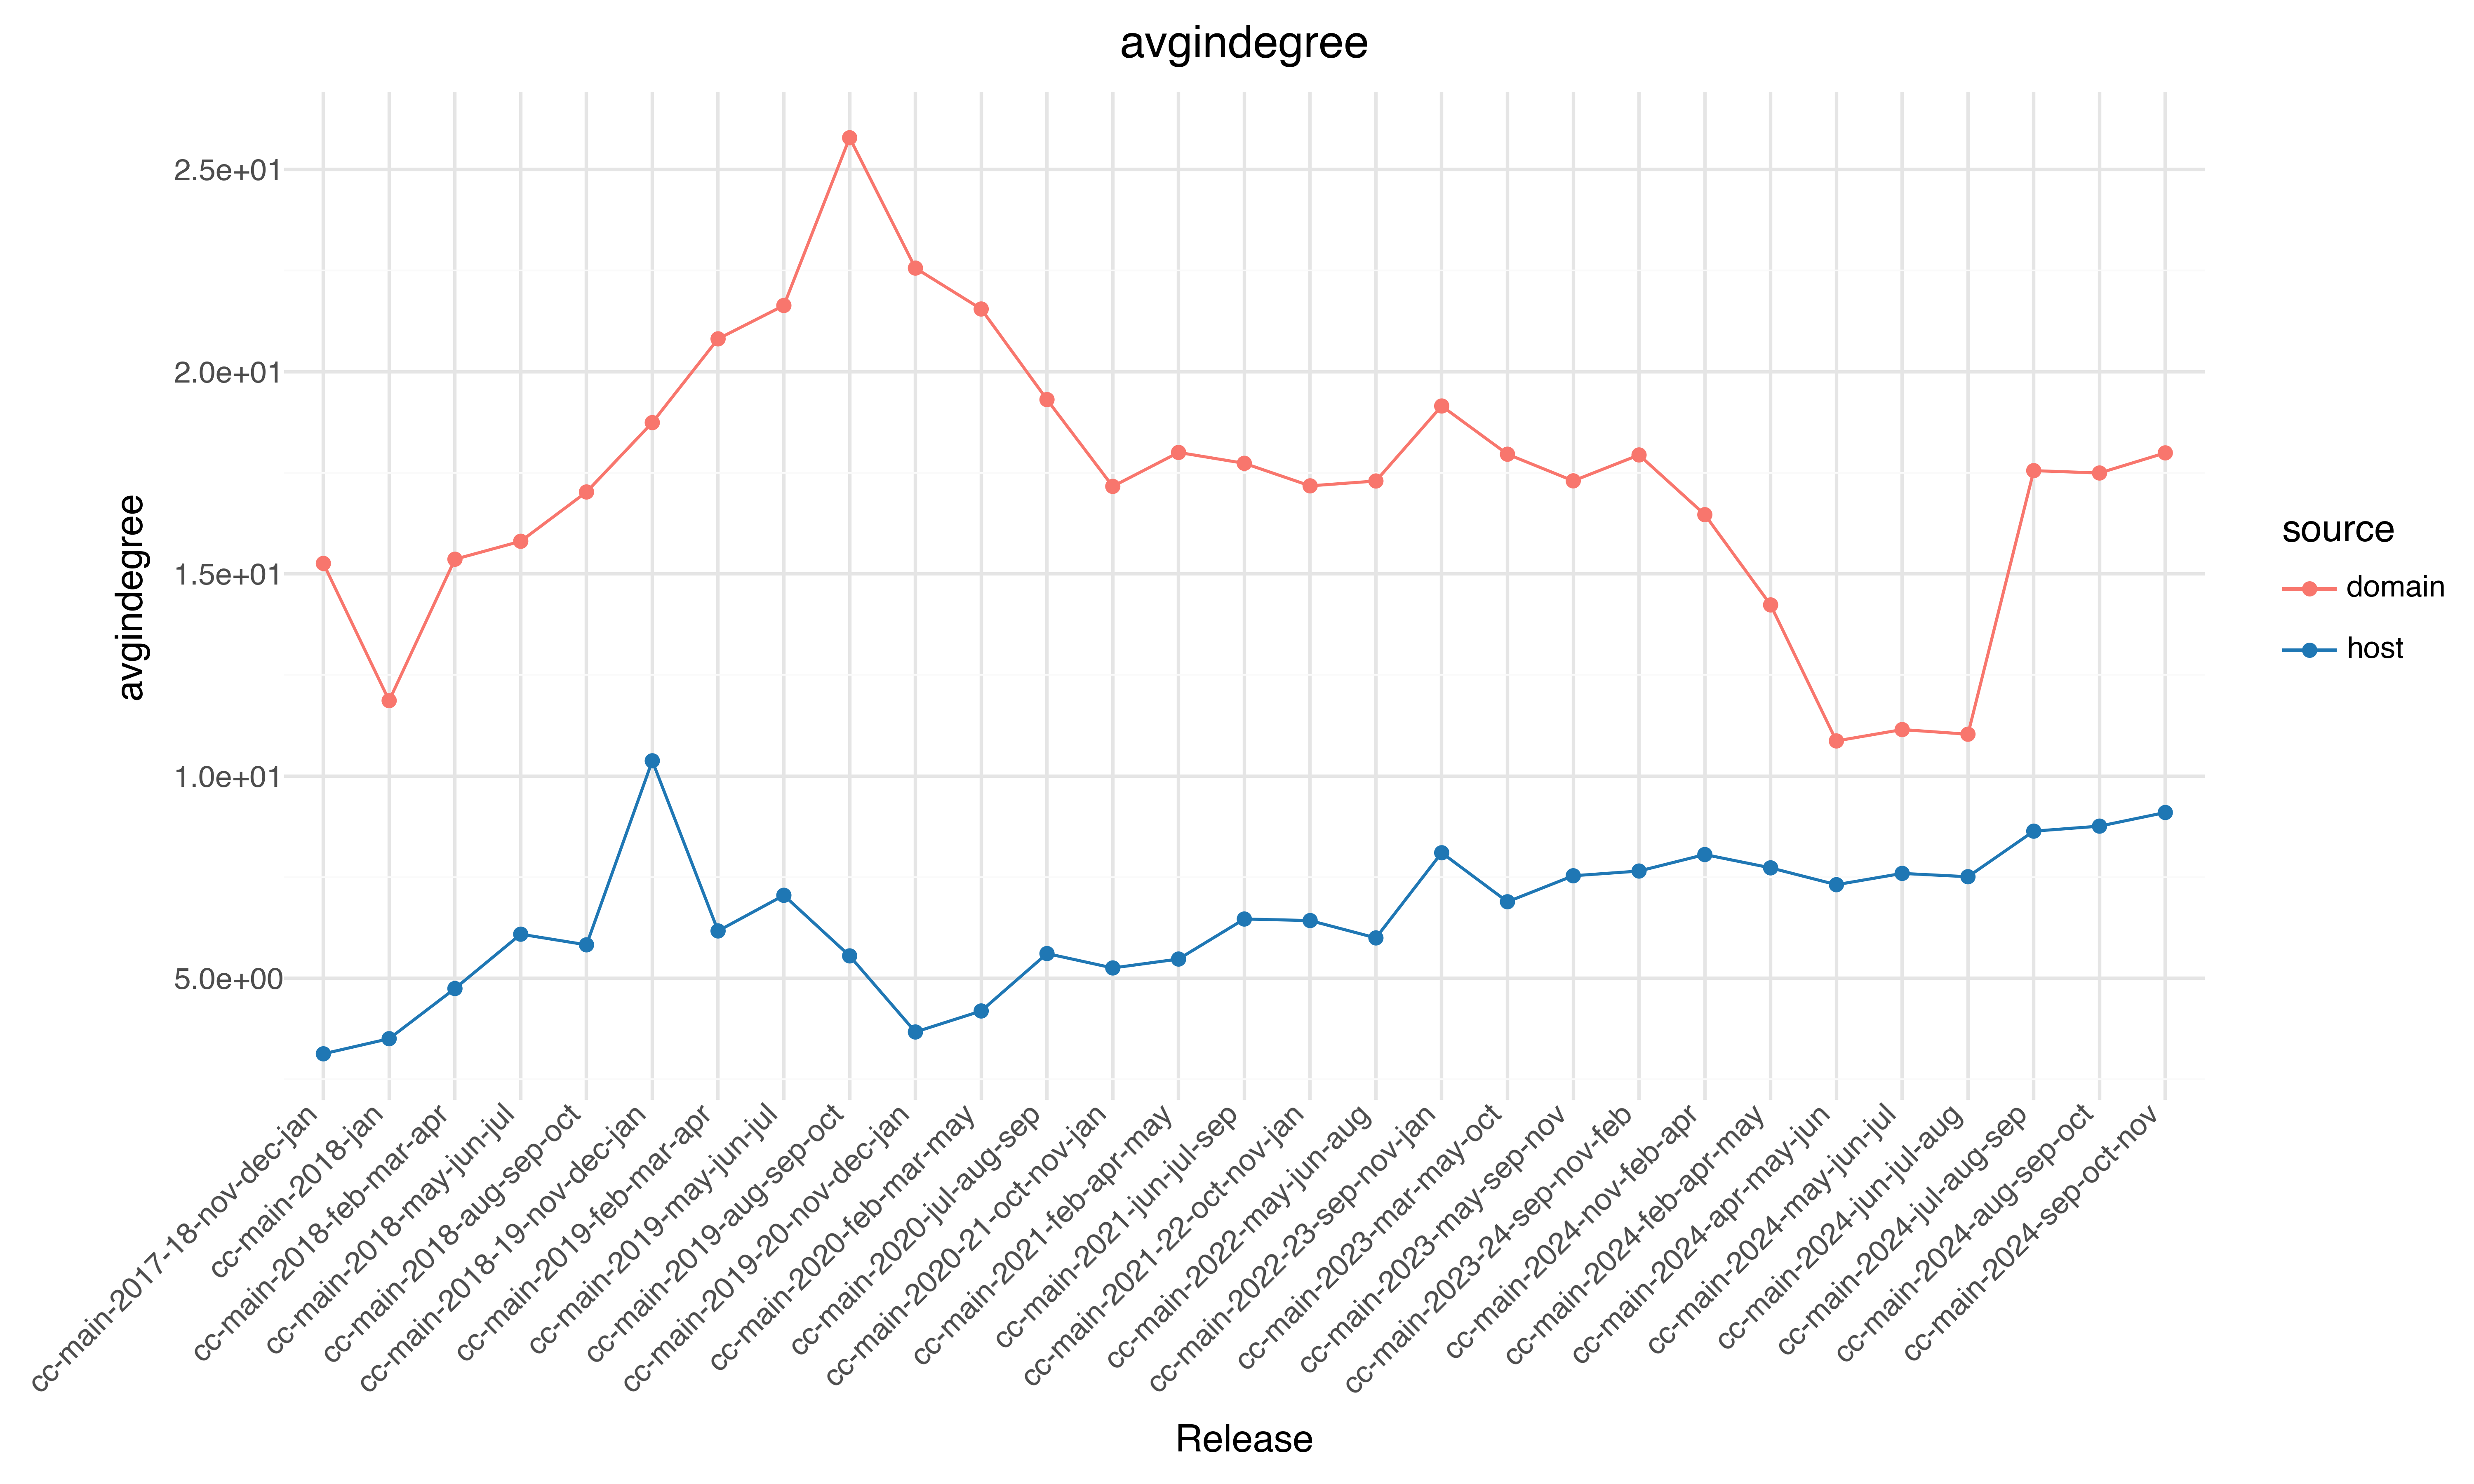 avgindegree
2.5e+01
2.0e+01
1.5e+01
1.0e+01
5.0e+00
avgindegree
cc-main-2017-18-nov-dec-jan
cc-main-2018-jan
cc-main-2018-feb-mar-apr
cc-main-2018-may-jun-jul
cc-main-2018-aug-sep-oct
cc-main-2018-19-nov-dec-jan
cc-main-2019-feb-mar-apr
cc-main-2019-may-jun-jul
cc-main-2019-aug-sep-oct
cc-main-2019-20-nov-dec-jan
cc-main-2020-feb-mar-may
cc-main-2020-jul-aug-sep
cc-main-2020-21-oct-nov-jan
cc-main-2021-feb-apr-may
cc-main-2021-jun-jul-sep
cc-main-2021-22-oct-nov-jan
cc-main-2022-may-jun-aug
cc-main-2022-23-sep-nov-jan
cc-main-2023-mar-may-oct
cc-main-2023-may-sep-nov
cc-main-2023-24-sep-nov-feb
cc-main-2024-nov-feb-apr
cc-main-2024-feb-apr-may
cc-main-2024-apr-may-jun
cc-main-2024-may-jun-jul
cc-main-2024-jun-jul-aug
cc-main-2024-jul-aug-sep
cc-main-2024-aug-sep-oct
cc-main-2024-sep-oct-nov
Release
source
domain
host